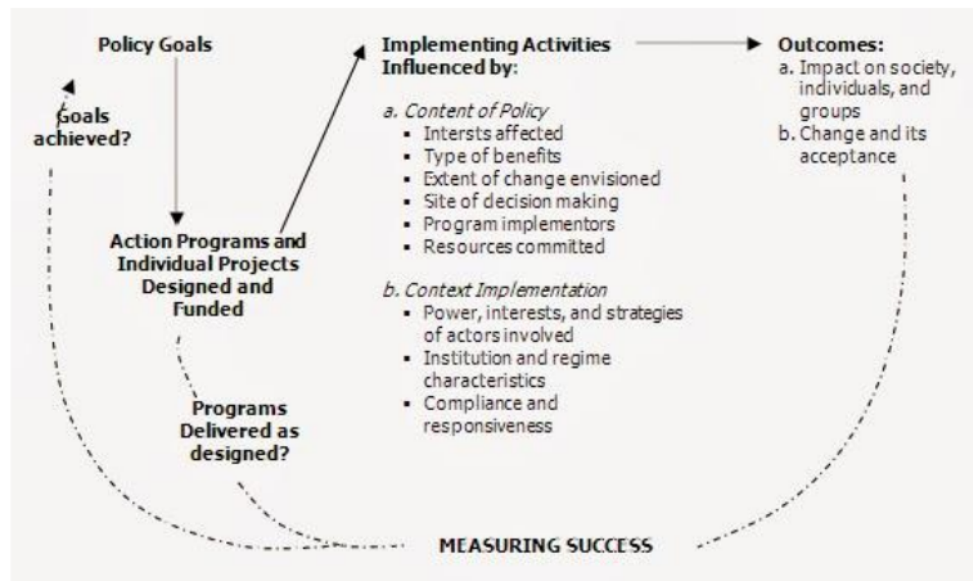 Policy Goals
Goals
achieved?
Action Programs and
Individual Projects
Designed and
Funded
Programs
Delivered as
designed?
Implementing Activities
Influenced by:
a. Content of Policy
▪ Intersts affected
▪ Type of benefits
▪ Extent of change envisioned
▪ Site of decision making
▪ Program implementors
▪ Resources committed
b. Context Implementation
▪ Power, interests, and strategies
of actors involved
▪ Institution and regime
characteristics
▪ Compliance and
responsiveness
Outcomes:
a. Impact on society,
individuals, and
groups
b. Change and its
acceptance
MEASURING SUCCESS